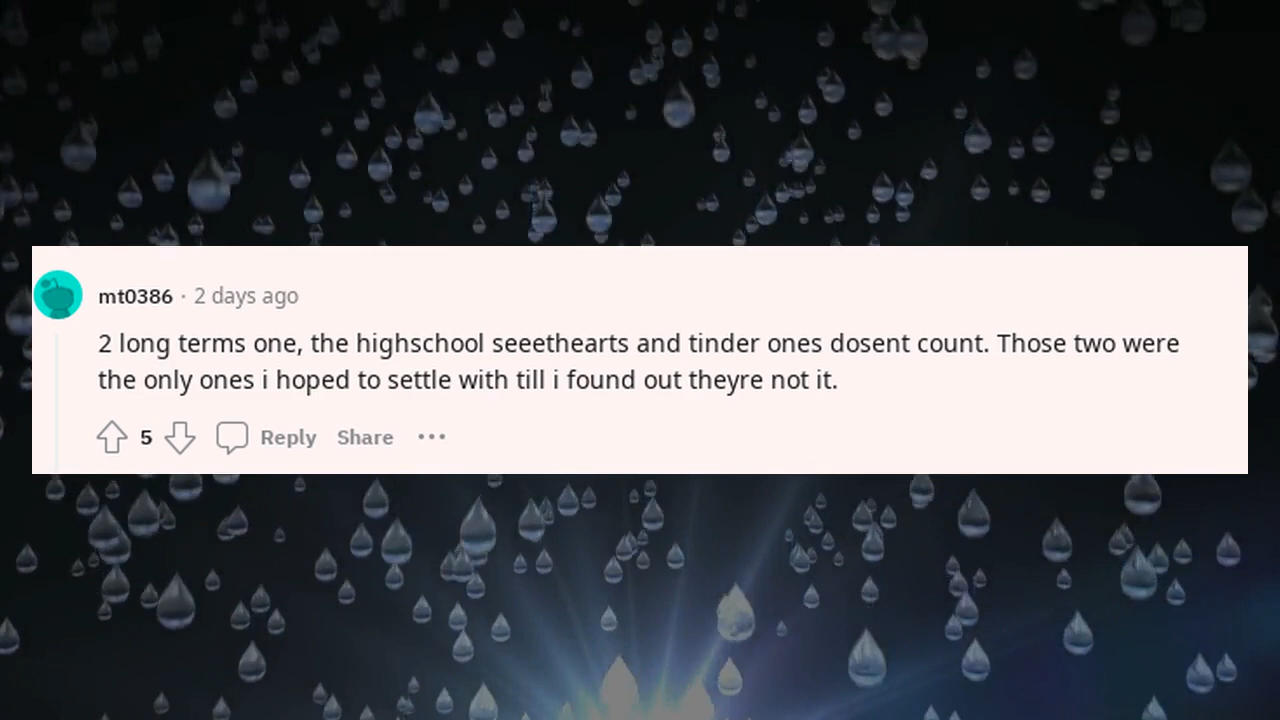 mt0386 · 2 days ago
2 long terms one, the highschool seeethearts and tinder ones dosent count. Those two were
the only ones i hoped to settle with till i found out theyre not it.
5 Reply Share ···